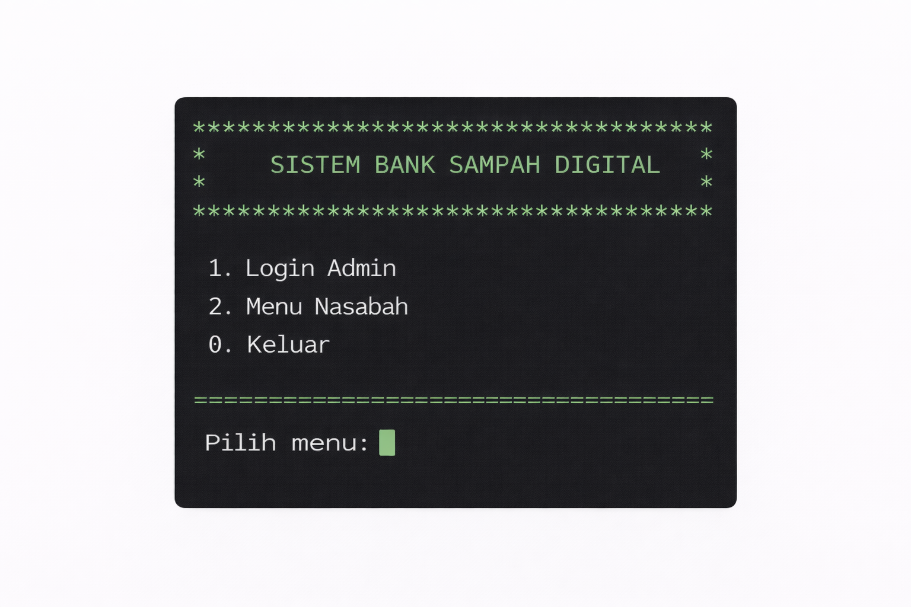 ***********************************
* SISTEM BANK SAMPAH DIGITAL *
* *
***********************************
1. Login Admin
2. Menu Nasabah
0. Keluar
===================================
Pilih menu: